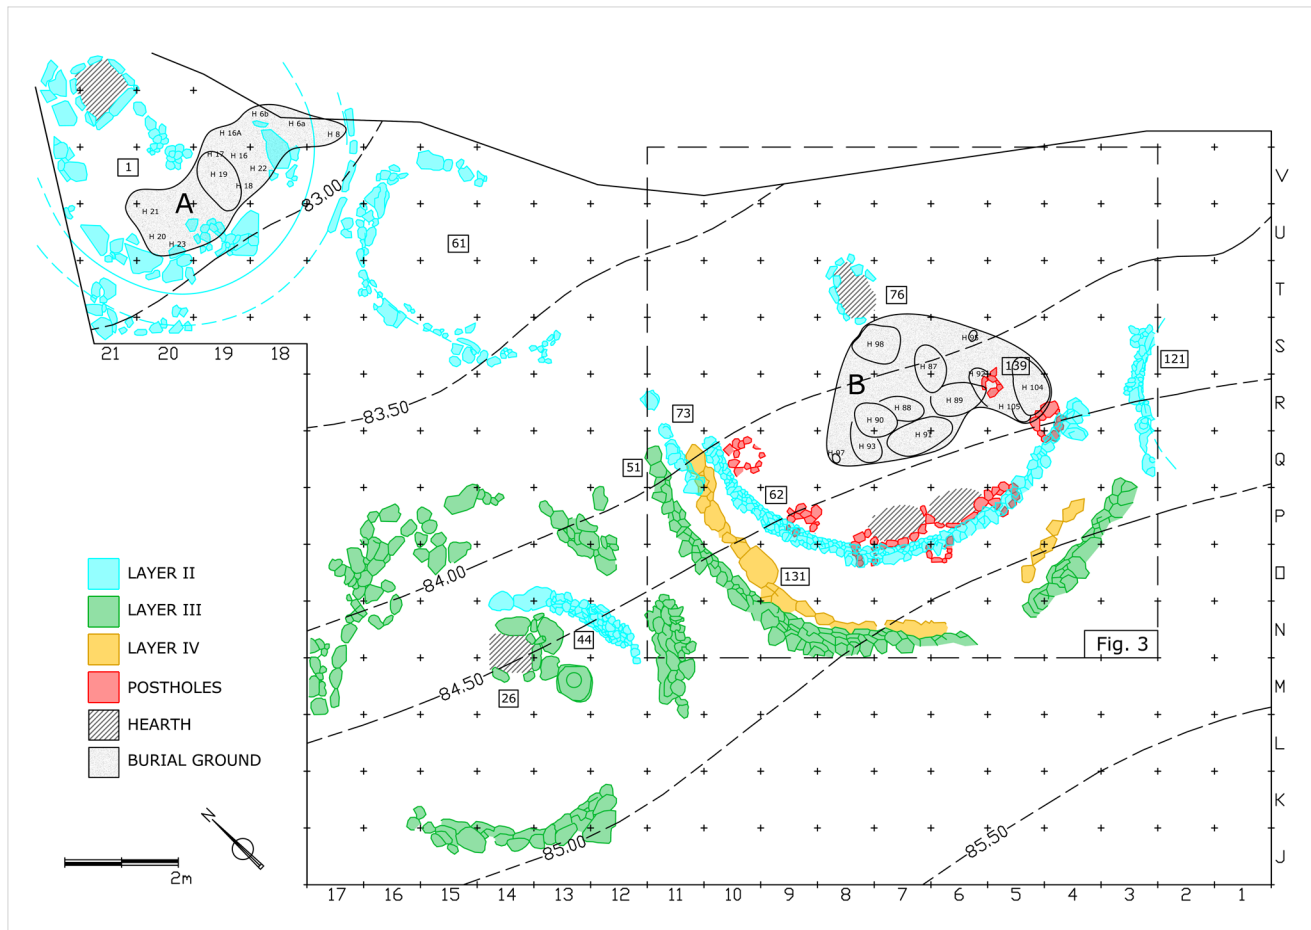 H 6b
H 6a
H 16A
H 8
H 17
H 16
H 19
H 22
H 18
1
A
H 21
H 20
H 23
83.00
61
V
U
T
S
R
Q
P
O
N
M
L
K
J
76
H 98
H 95
B
H 87
H 92
139
H 104
H 89
H 88
H 105
H 90
H 91
H 93
H 97
121
21 20 19 18
83.50
73
51
62
84.00
131
44
84.50
26
Fig. 3
LAYER II
LAYER III
LAYER IV
POSTHOLES
HEARTH
BURIAL GROUND
N
2m
85.00
85.50
17 16 15 14 13 12 11 10 9 8 7 6 5 4 3 2 1